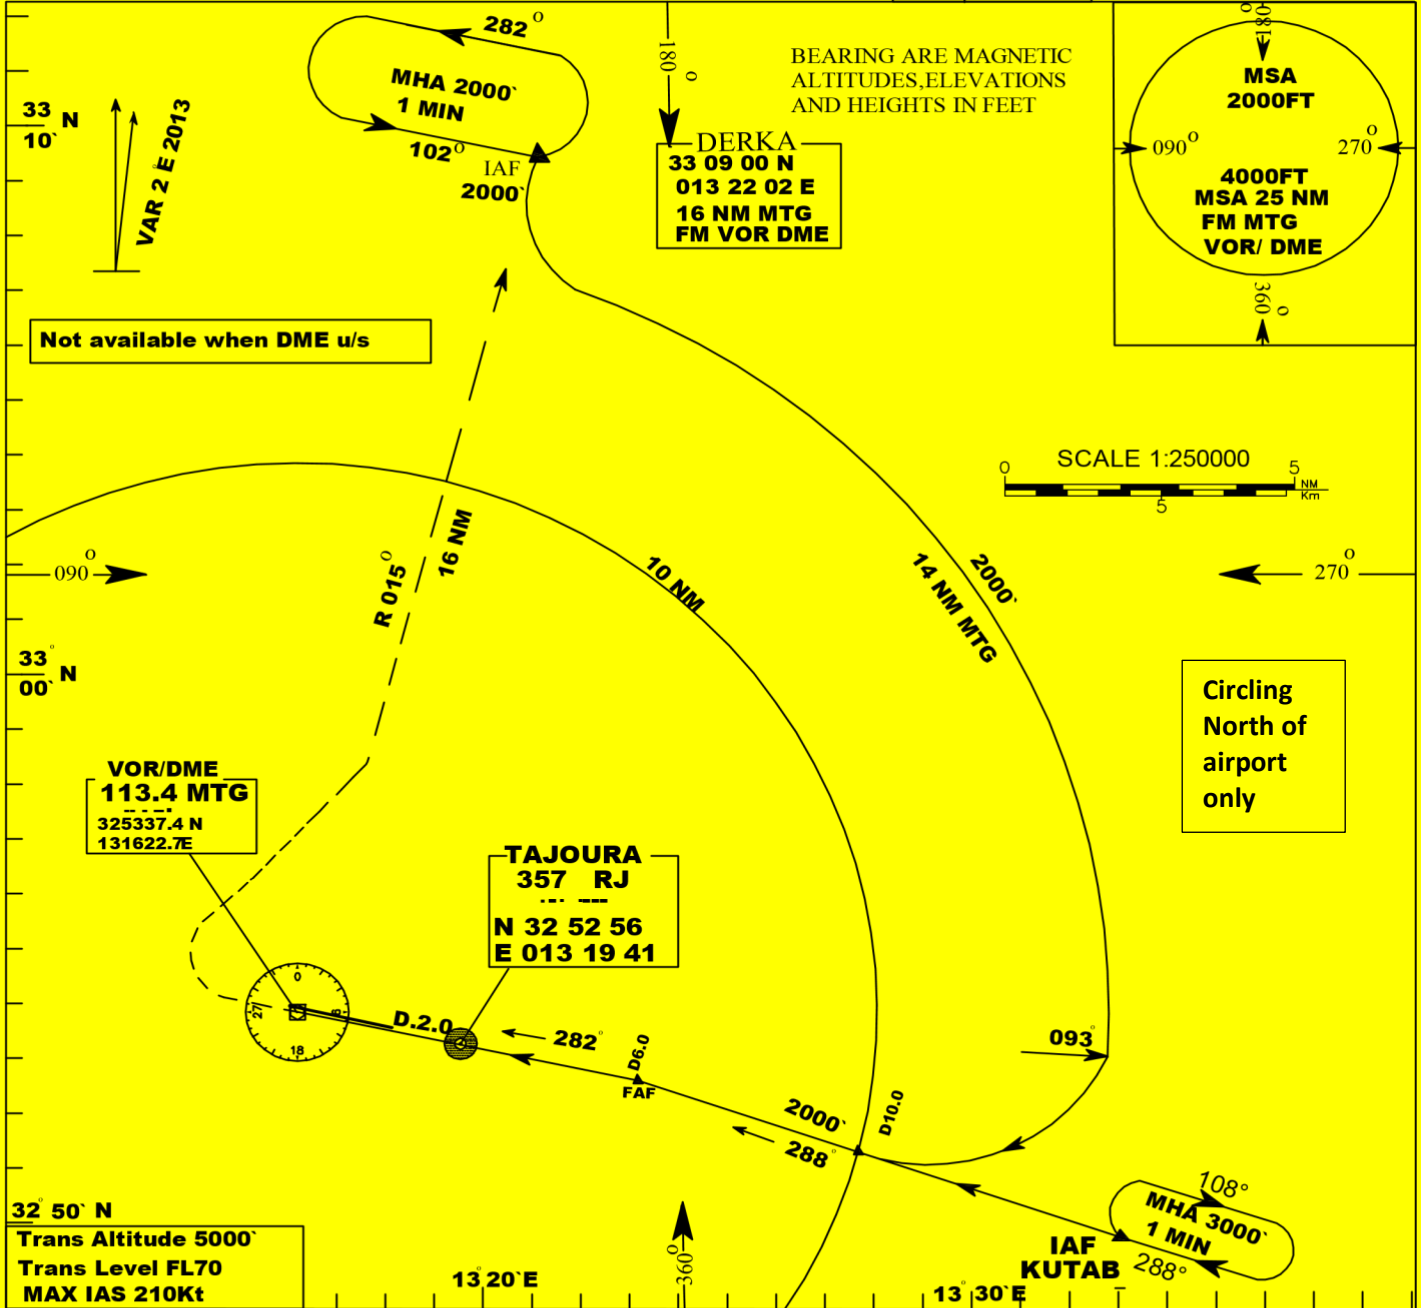 282°
MHA 2000`
1 MIN
102°
IAF
2000`
180°
BEARING ARE MAGNETIC
ALTITUDES,ELEVATIONS
AND HEIGHTS IN FEET
DERKA
33 09 00 N
013 22 02 E
16 NM MTG
FM VOR DME
180°
MSA
2000FT
090°
270°
4000FT
MSA 25 NM
FM MTG
VOR/ DME
360°
33
10` N
VAR 2°E 2013
Not available when DME u/s
SCALE 1:250000
0 5
NM
Km
5
090°
R 015°
16 NM
10 NM
2000`
14 NM MTG
270°
33°
00` N
Circling
North of
airport
only
VOR/DME
113.4 MTG
325337.4 N
131622.7E
TAJOURA
357 RJ
N 32 52 56
E 013 19 41
0
27
18
D.2.0
282°
D6.0
FAF
093°
2000`
288°
D10.0
108°
MHA 3000`
1 MIN
288°
IAF
KUTAB
32° 50` N
Trans Altitude 5000`
Trans Level FL70
MAX IAS 210Kt
13°20`E
360°
13°30`E